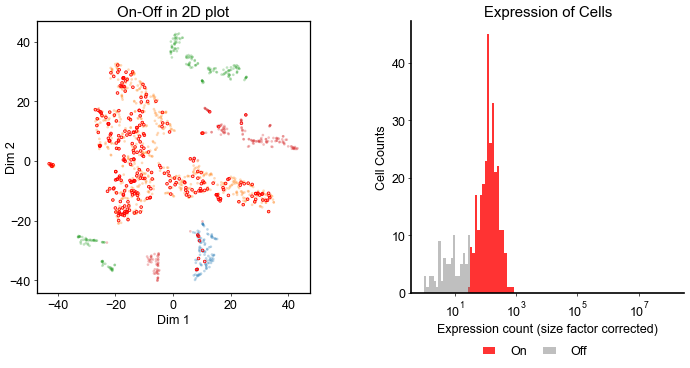 On-Off in 2D plot
Dim 2
40
20
0
−20
−40
−40 −20 0 20 40
Dim 1
Expression of Cells
Cell Counts
40
30
20
10
0
10^1 10^3 10^5 10^7
Expression count (size factor corrected)
On Off